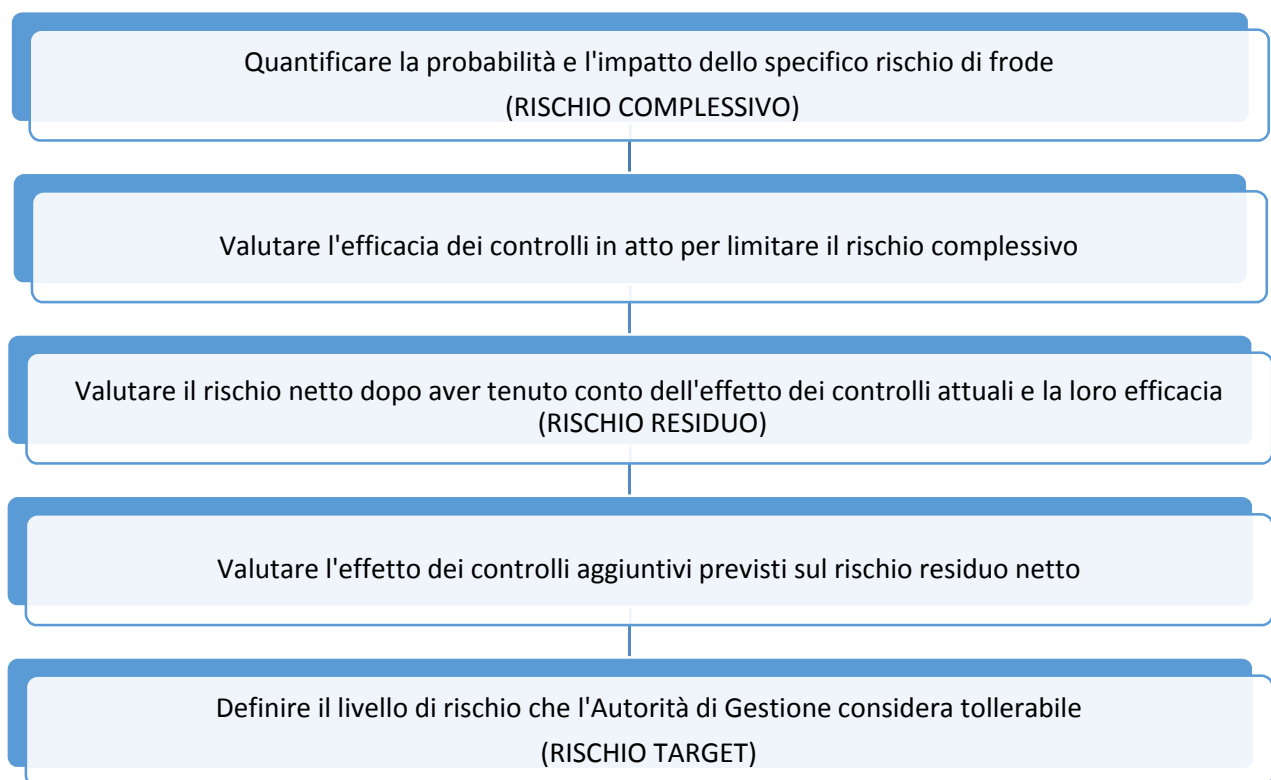 Quantificare la probabilità e l'impatto dello specifico rischio di frode
(RISCHIO COMPLESSIVO)
Valutare l'efficacia dei controlli in atto per limitare il rischio complessivo
Valutare il rischio netto dopo aver tenuto conto dell'effetto dei controlli attuali e la loro efficacia
(RISCHIO RESIDUO)
Valutare l'effetto dei controlli aggiuntivi previsti sul rischio residuo netto
Definire il livello di rischio che l'Autorità di Gestione considera tollerabile
(RISCHIO TARGET)